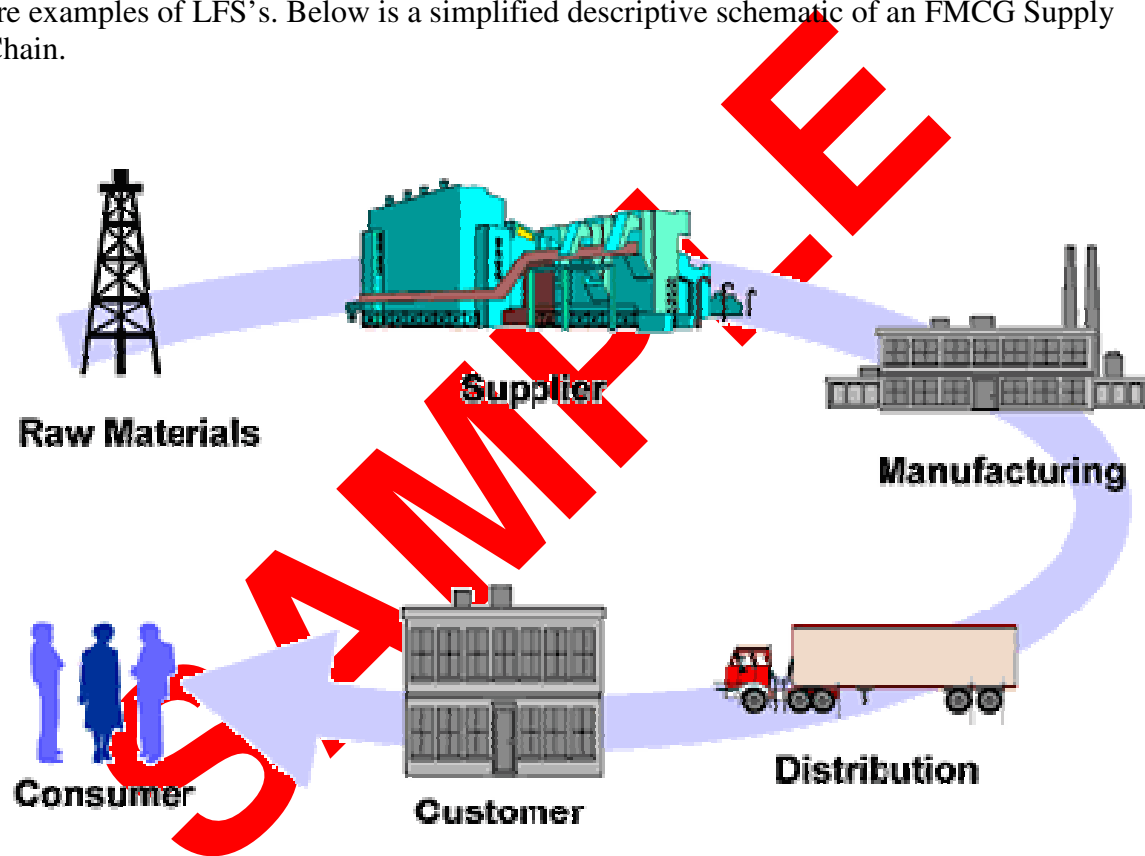 re examples of LFS's. Below is a simplified descriptive schematic of an FMCG Supply
Chain.
SAMPLE
Supplier
Raw Materials
Manufacturing
Consumer
Customer
Distribution